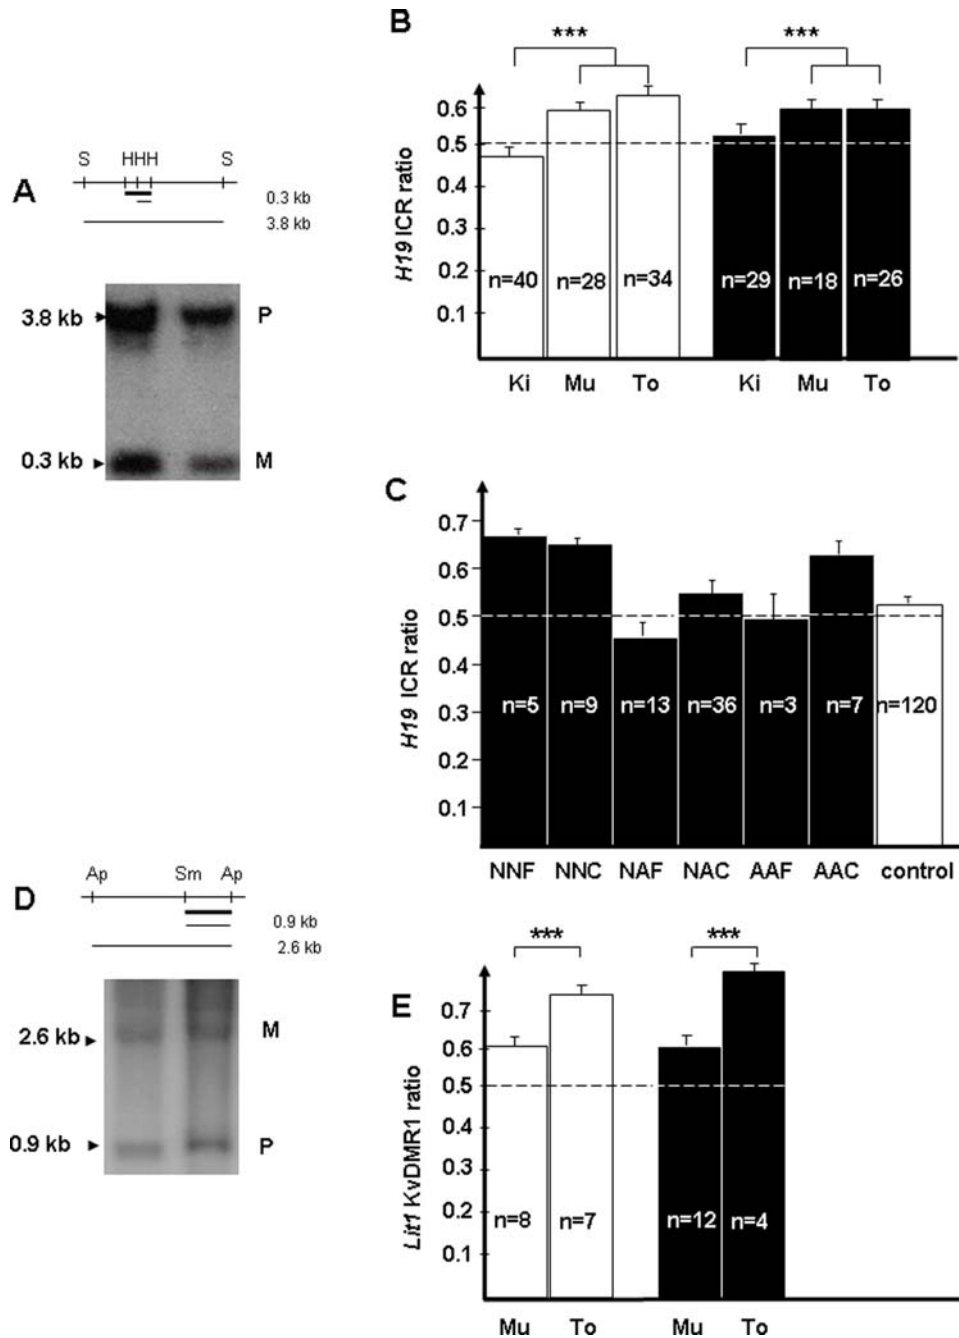 A
S HHH S
0.3 kb
3.8 kb
3.8 kb P
0.3 kb M
B
*** ***
H19 ICR ratio
0.6
0.5
0.4
0.3
0.2
0.1
n=40 n=28 n=34 n=29 n=18 n=26
Ki Mu To Ki Mu To
C
H19 ICR ratio
0.7
0.6
0.5
0.4
0.3
0.2
0.1
n=5 n=9 n=13 n=36 n=3 n=7 n=120
NNF NNC NAF NAC AAF AAC control
D
Ap Sm Ap
0.9 kb
2.6 kb
2.6 kb M
0.9 kb P
E
*** ***
Lit1 KvDMR1 ratio
0.7
0.6
0.5
0.4
0.3
0.2
0.1
n=8 n=7 n=12 n=4
Mu To Mu To